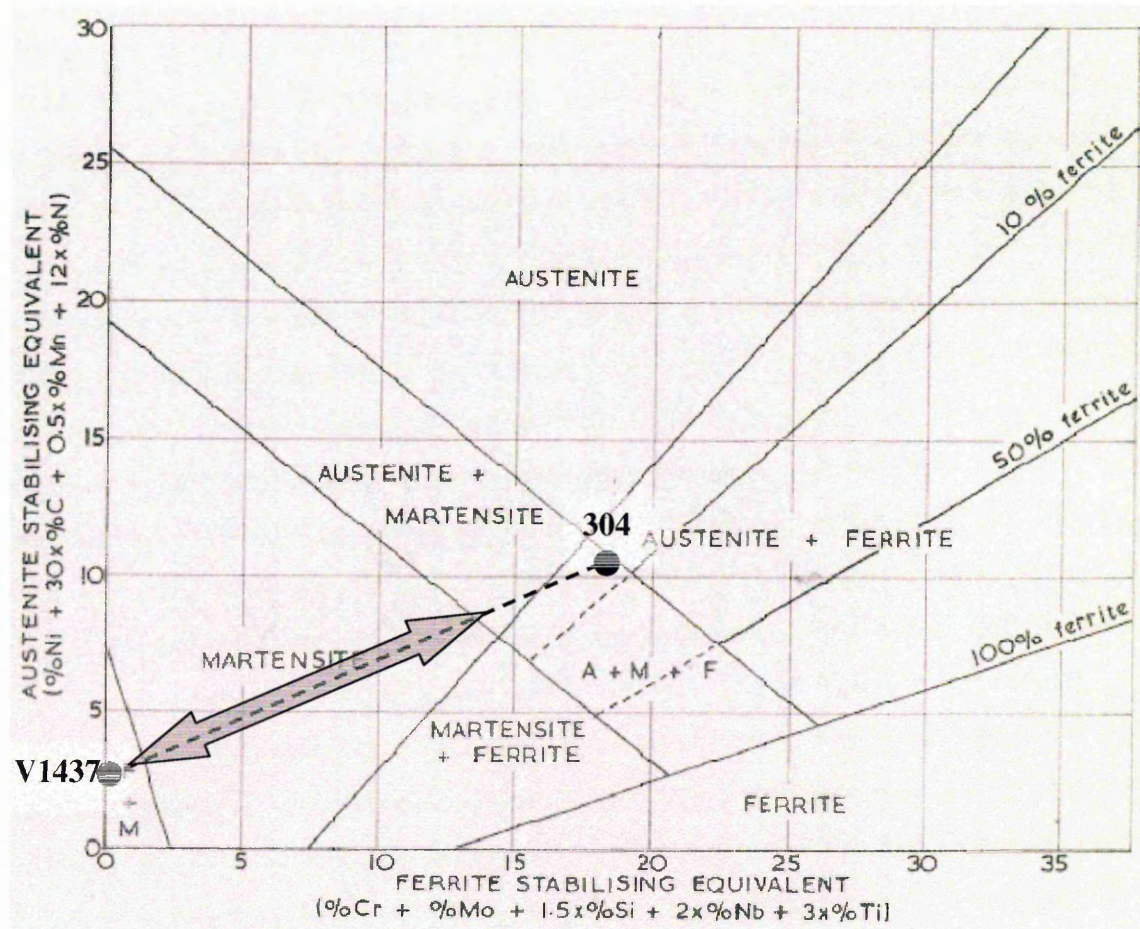 30
25
20
15
10
5
0
AUSTENITE STABILISING EQUIVALENT
(%Ni + 30x%C + 0.5x%Mn + 12x%N)
AUSTENITE
10 % ferrite
50% ferrite
100% ferrite
AUSTENITE +
MARTENSITE
304
AUSTENITE + FERRITE
MARTENSITE
A + M + F
MARTENSITE
+ FERRITE
V1437
+
M
FERRITE
0 5 10 15 20 25 30 35
FERRITE STABILISING EQUIVALENT
(%Cr + %Mo + 1.5x%Si + 2x%Nb + 3x%Ti)